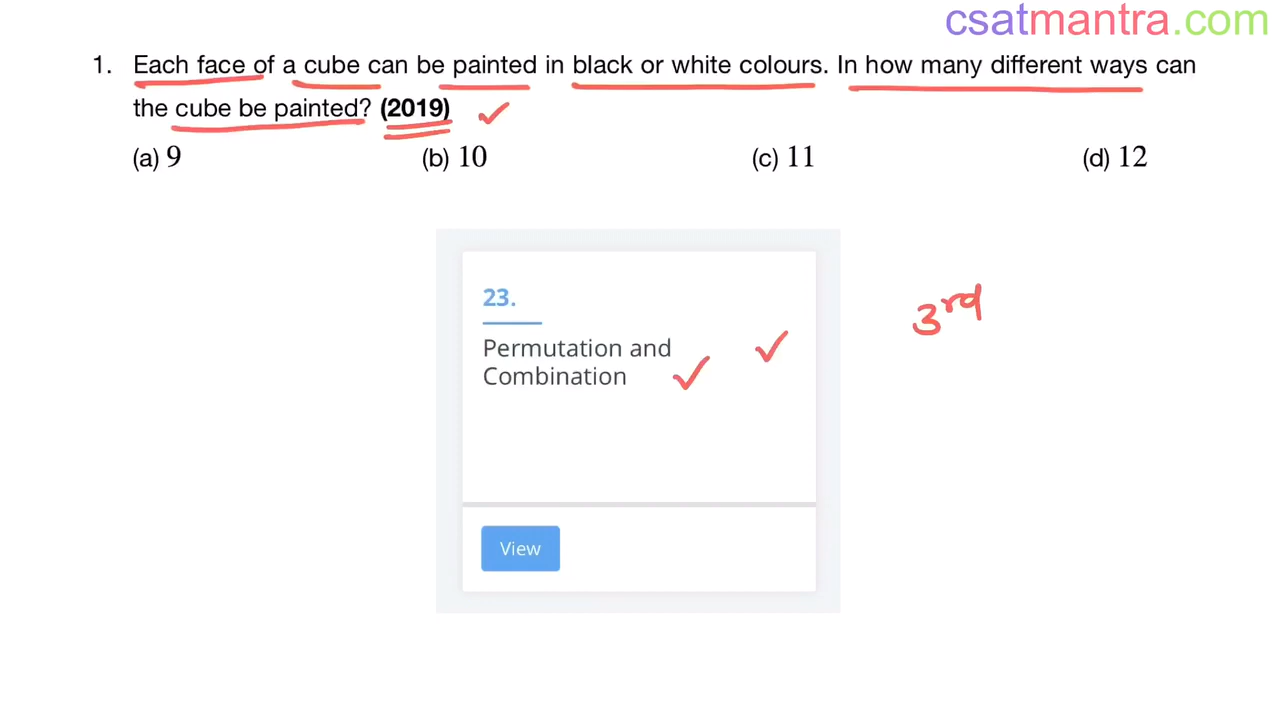 csatmantra.com
1. Each face of a cube can be painted in black or white colours. In how many different ways can
the cube be painted? (2019)
(a) 9 (b) 10 (c) 11 (d) 12
23.
Permutation and
Combination
3rd
View